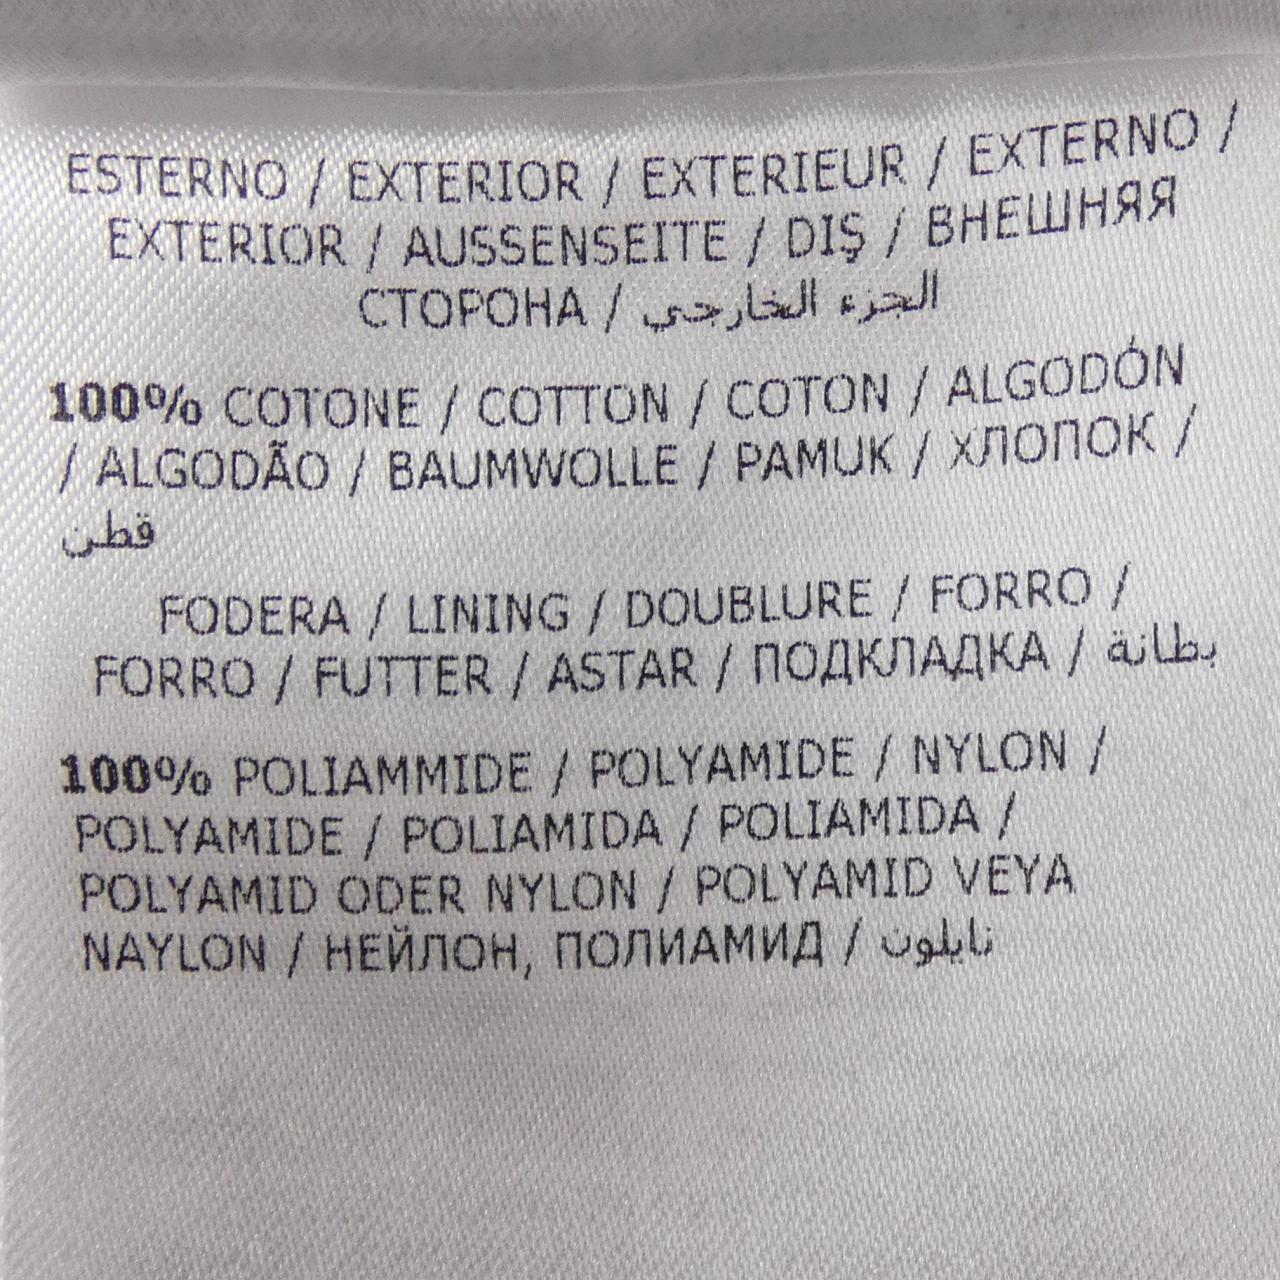 ESTERNO / EXTERIOR / EXTERIEUR / EXTERNO /
EXTERIOR / AUSSENSEITE / DIŞ / ВНЕШНЯЯ
СТОРОНА / الجزء الخارجي
100% COTONE / COTTON / COTON / ALGODÓN
/ ALGODÃO / BAUMWOLLE / PAMUK / ХЛОПОК /
قطن
FODERA / LINING / DOUBLURE / FORRO /
FORRO / FUTTER / ASTAR / ПОДКЛАДКА / بطانة
100% POLIAMMIDE / POLYAMIDE / NYLON /
POLYAMIDE / POLIAMIDA / POLIAMIDA /
POLYAMID ODER NYLON / POLYAMID VEYA
NAYLON / НЕЙЛОН, ПОЛИАМИД / نايلون